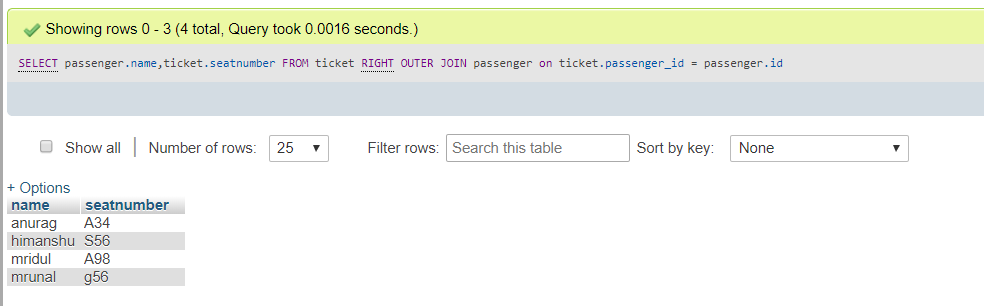 Showing rows 0 - 3 (4 total, Query took 0.0016 seconds.)
SELECT passenger.name,ticket.seatnumber FROM ticket RIGHT OUTER JOIN passenger on ticket.passenger_id = passenger.id
Show all Number of rows: 25 Filter rows: Search this table Sort by key: None
+ Options
name seatnumber
anurag A34
himanshu S56
mridul A98
mrunal g56